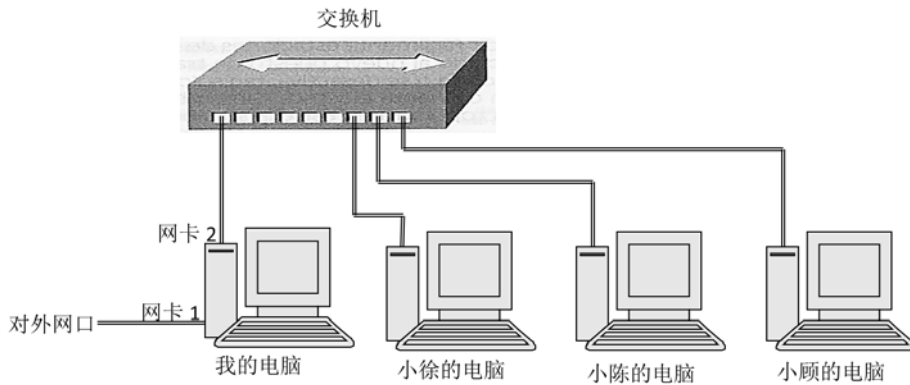 交换机
网卡 2
网卡 1
对外网口
我的电脑
小徐的电脑
小陈的电脑
小顾的电脑